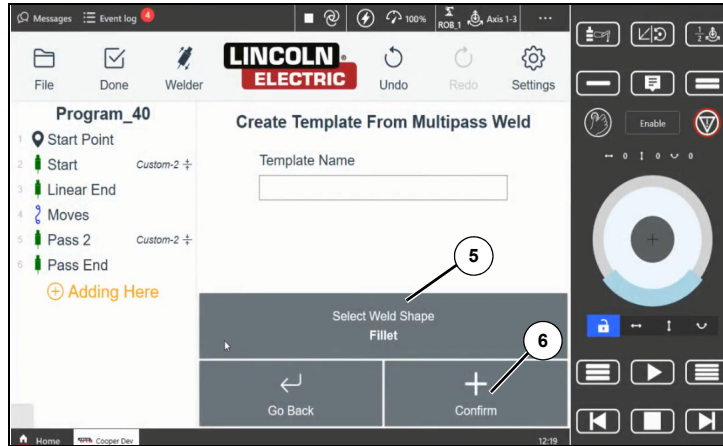 Messages Event log 4 100% ROB_1 Axis 1-3 ...
File Done Welder LINCOLN ELECTRIC Undo Redo Settings
Program_40
1 Start Point
2 Start Custom-2
3 Linear End
4 Moves
5 Pass 2 Custom-2
6 Pass End
Adding Here
Create Template From Multipass Weld
Template Name
5
Select Weld Shape
Fillet
6
Go Back Confirm
Home Cooper Dev 12:19
Enable
0 0 0